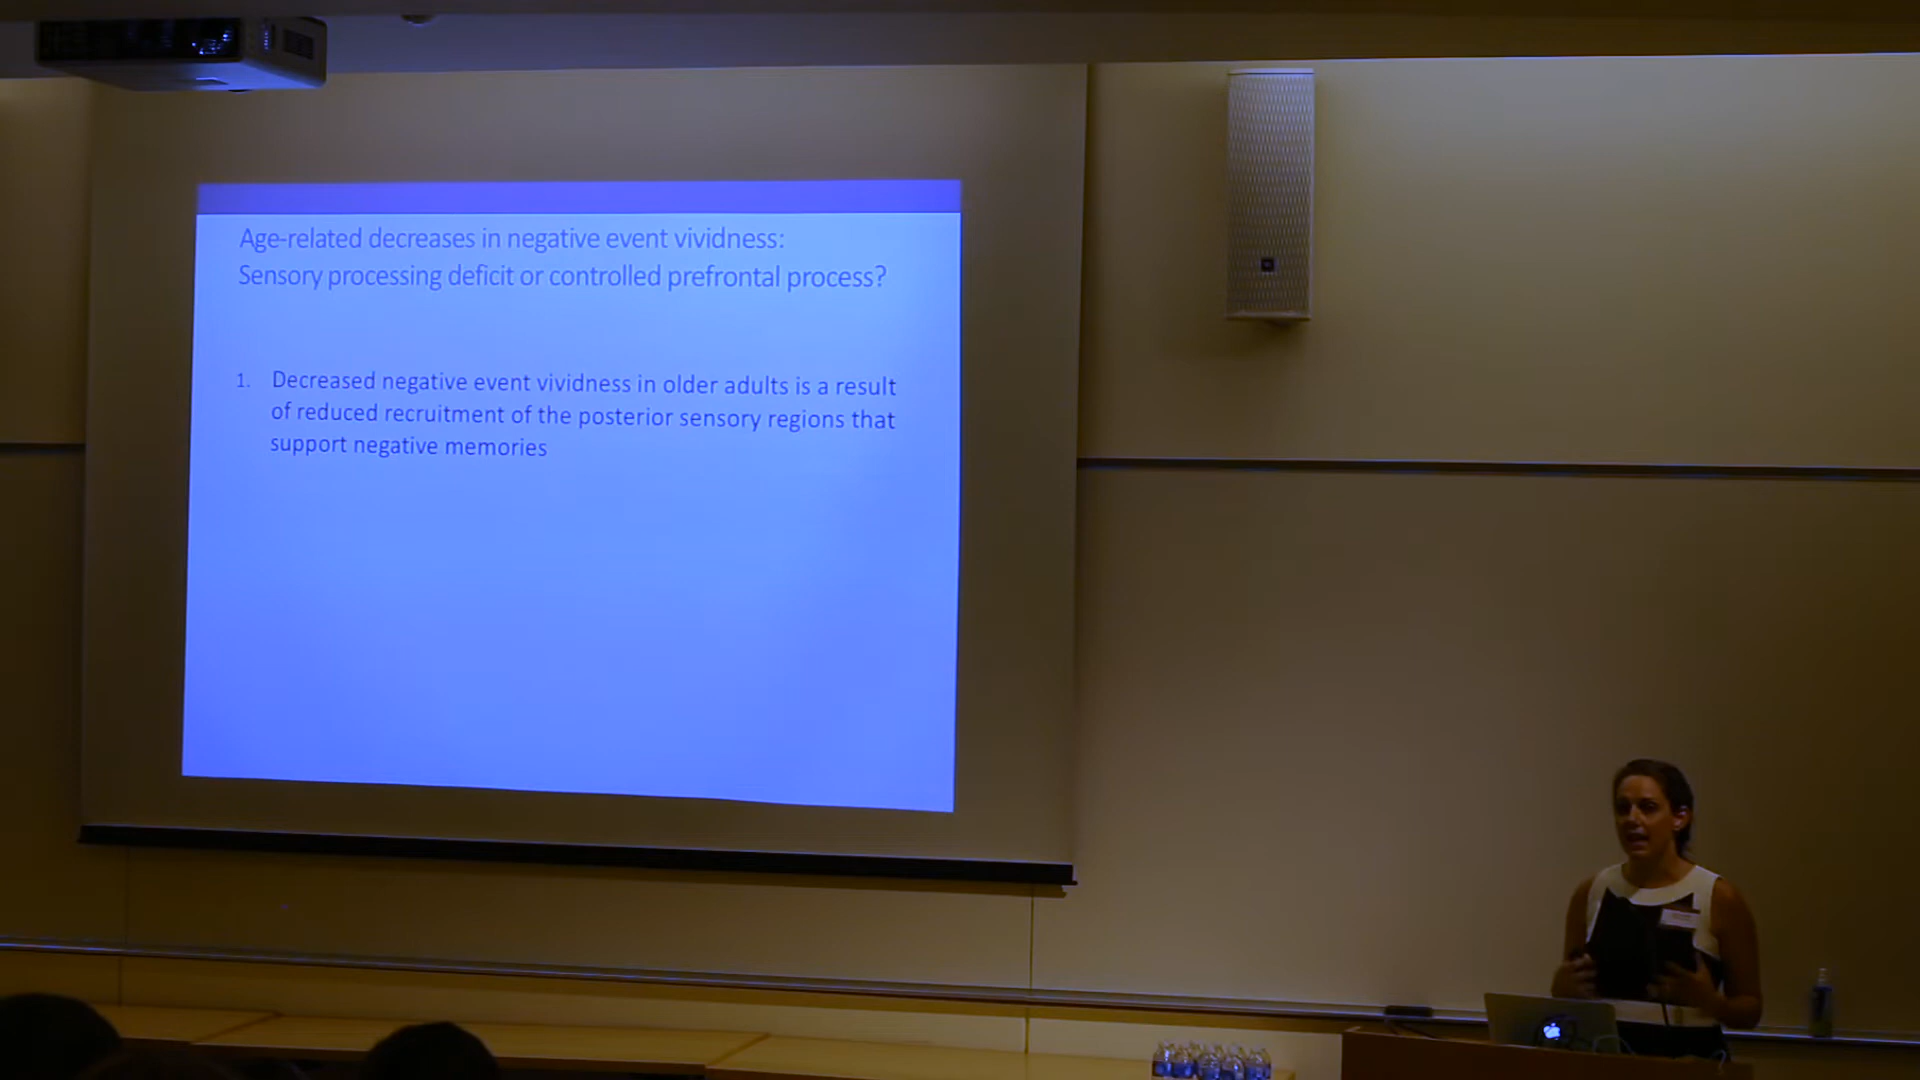 Age-related decreases in negative event vividness:
Sensory processing deficit or controlled prefrontal process?
1. Decreased negative event vividness in older adults is a result
of reduced recruitment of the posterior sensory regions that
support negative memories